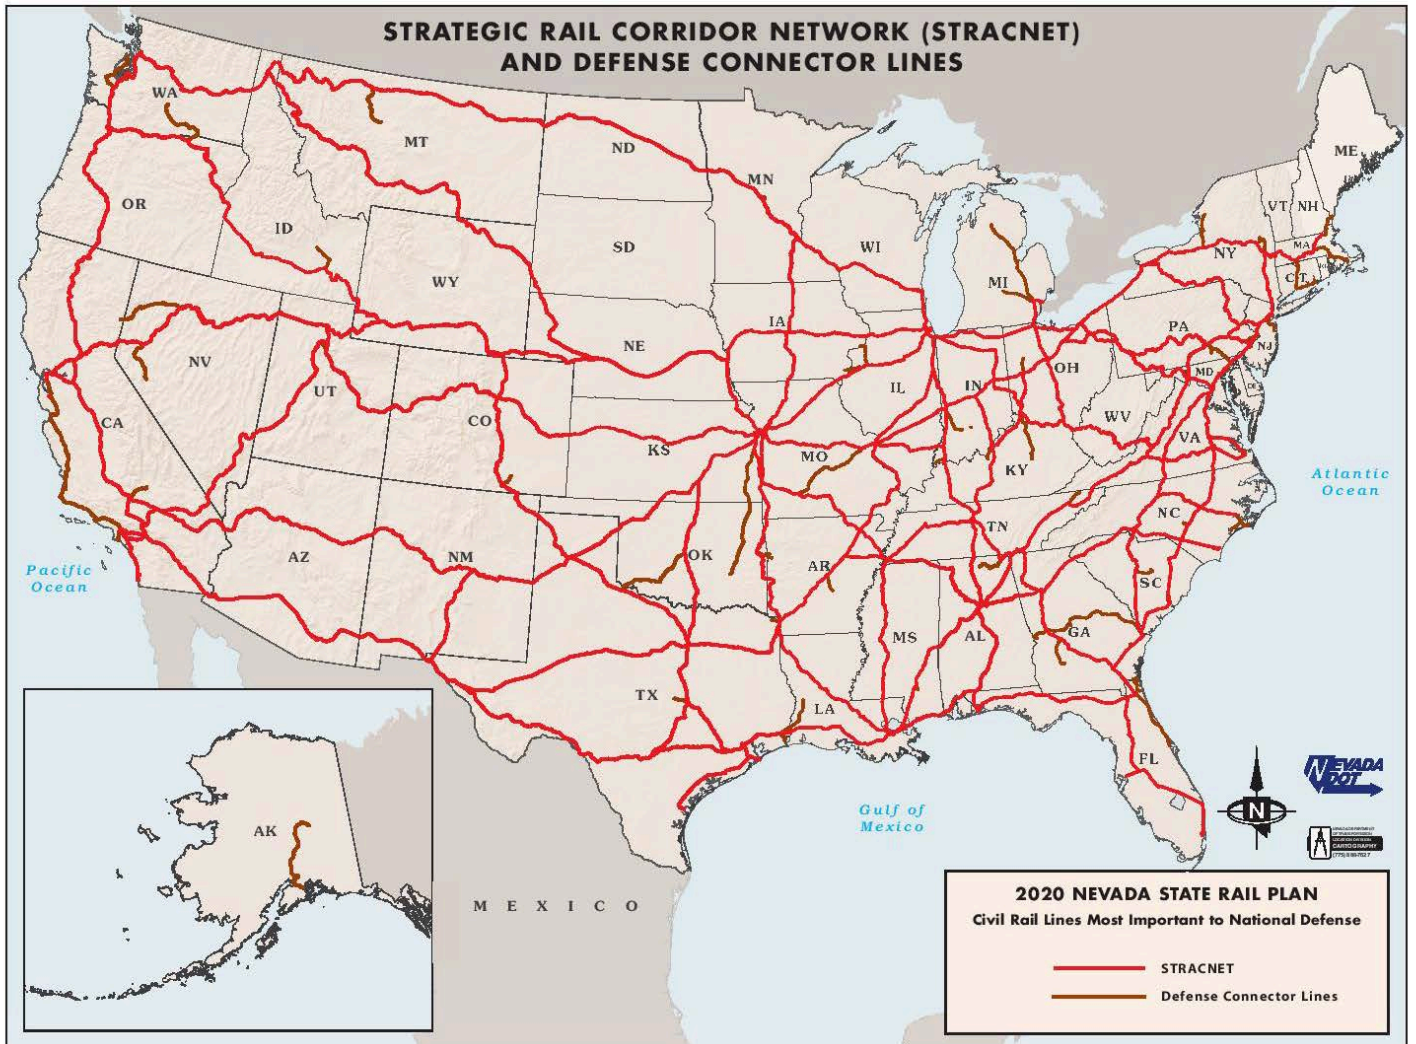 STRATEGIC RAIL CORRIDOR NETWORK (STRACNET)
AND DEFENSE CONNECTOR LINES
WA
MT
ND
MN
ME
OR
ID
WY
SD
WI
MI
VT
NH
NY
MA
CT
NV
UT
CO
NE
IA
IL
IN
OH
PA
NJ
MD
DE
WV
VA
CA
KS
MO
KY
Atlantic
Ocean
AZ
NM
OK
AR
TN
NC
SC
Pacific
Ocean
TX
LA
MS
AL
GA
FL
Gulf of
Mexico
AK
MEXICO
NEVADA
DOT
N
CARTOGRAPHY
2020 NEVADA STATE RAIL PLAN
Civil Rail Lines Most Important to National Defense
STRACNET
Defense Connector Lines